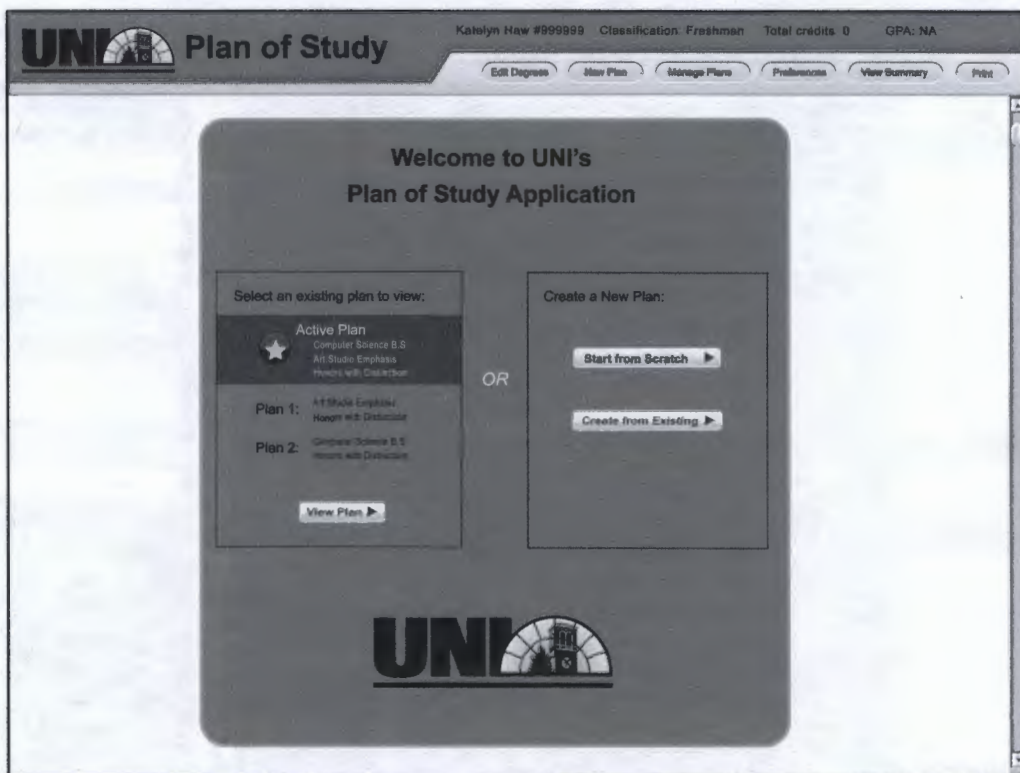 UNI Plan of Study
Katelyn Haw #999999 Classification: Freshman Total credits 0 GPA: NA
Edit Degrees New Plan Manage Plans Preferences View Summary Print
Welcome to UNI's
Plan of Study Application
Select an existing plan to view:
Active Plan
Computer Science B.S
Art Studio Emphasis
Honors with Distinction
Plan 1: Art Studio Emphasis
Honors with Distinction
Plan 2: Computer Science B.S
Honors with Distinction
View Plan
OR
Create a New Plan:
Start from Scratch
Create from Existing
UNI